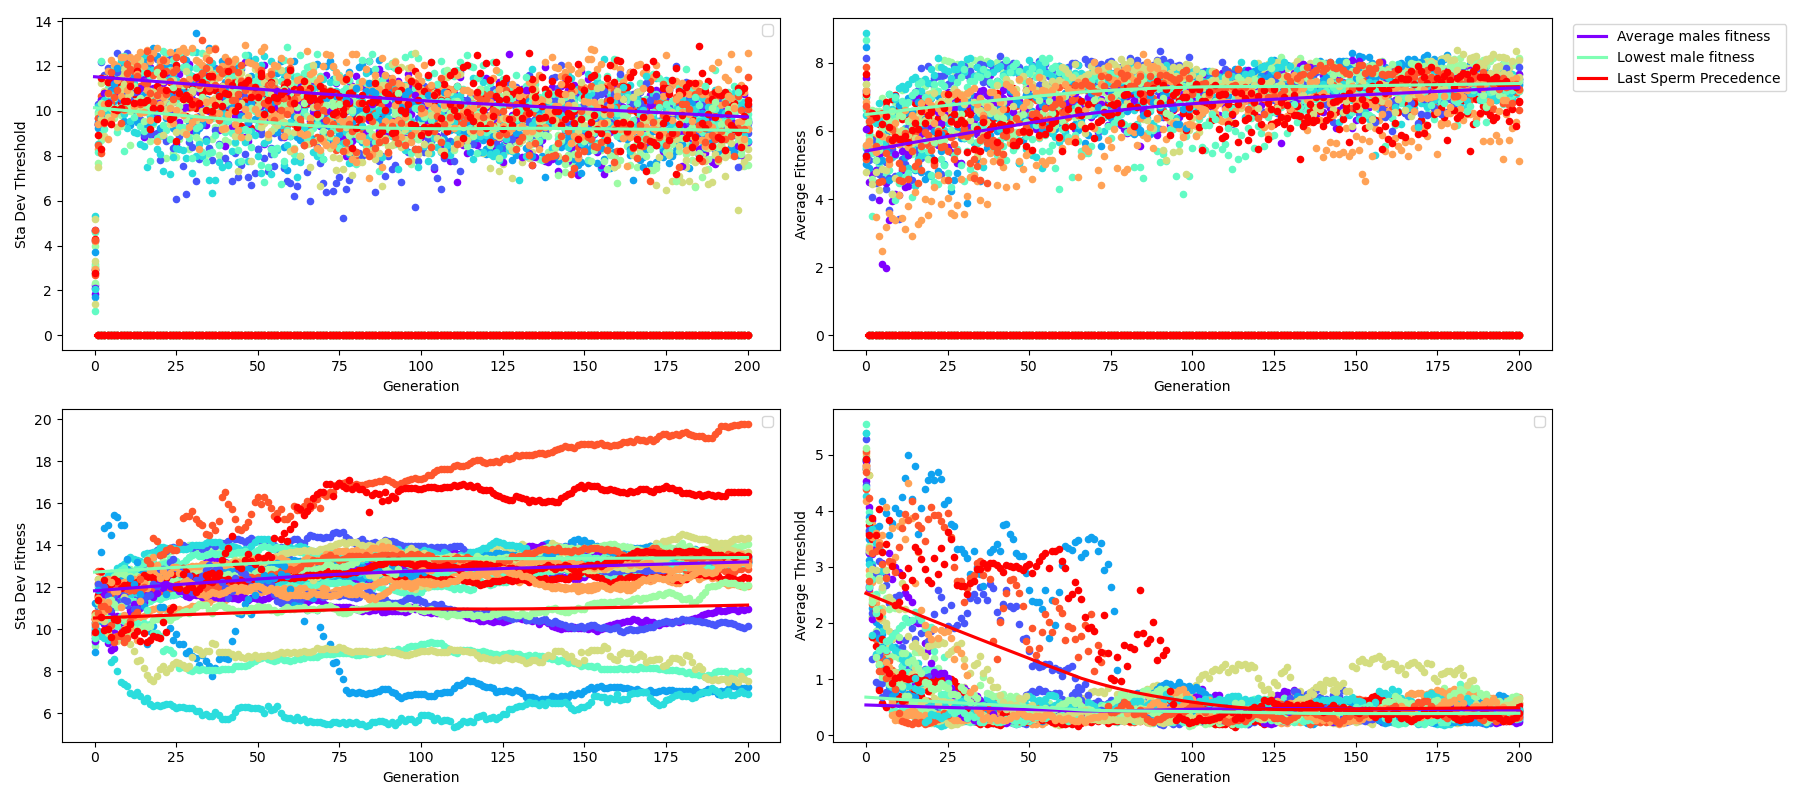 14
12
10
8
6
4
2
0
Sta Dev Threshold
0 25 50 75 100 125 150 175 200
Generation
8
6
4
2
0
Average Fitness
0 25 50 75 100 125 150 175 200
Generation
Average males fitness
Lowest male fitness
Last Sperm Precedence
20
18
16
14
12
10
8
6
Sta Dev Fitness
0 25 50 75 100 125 150 175 200
Generation
5
4
3
2
1
0
Average Threshold
0 25 50 75 100 125 150 175 200
Generation